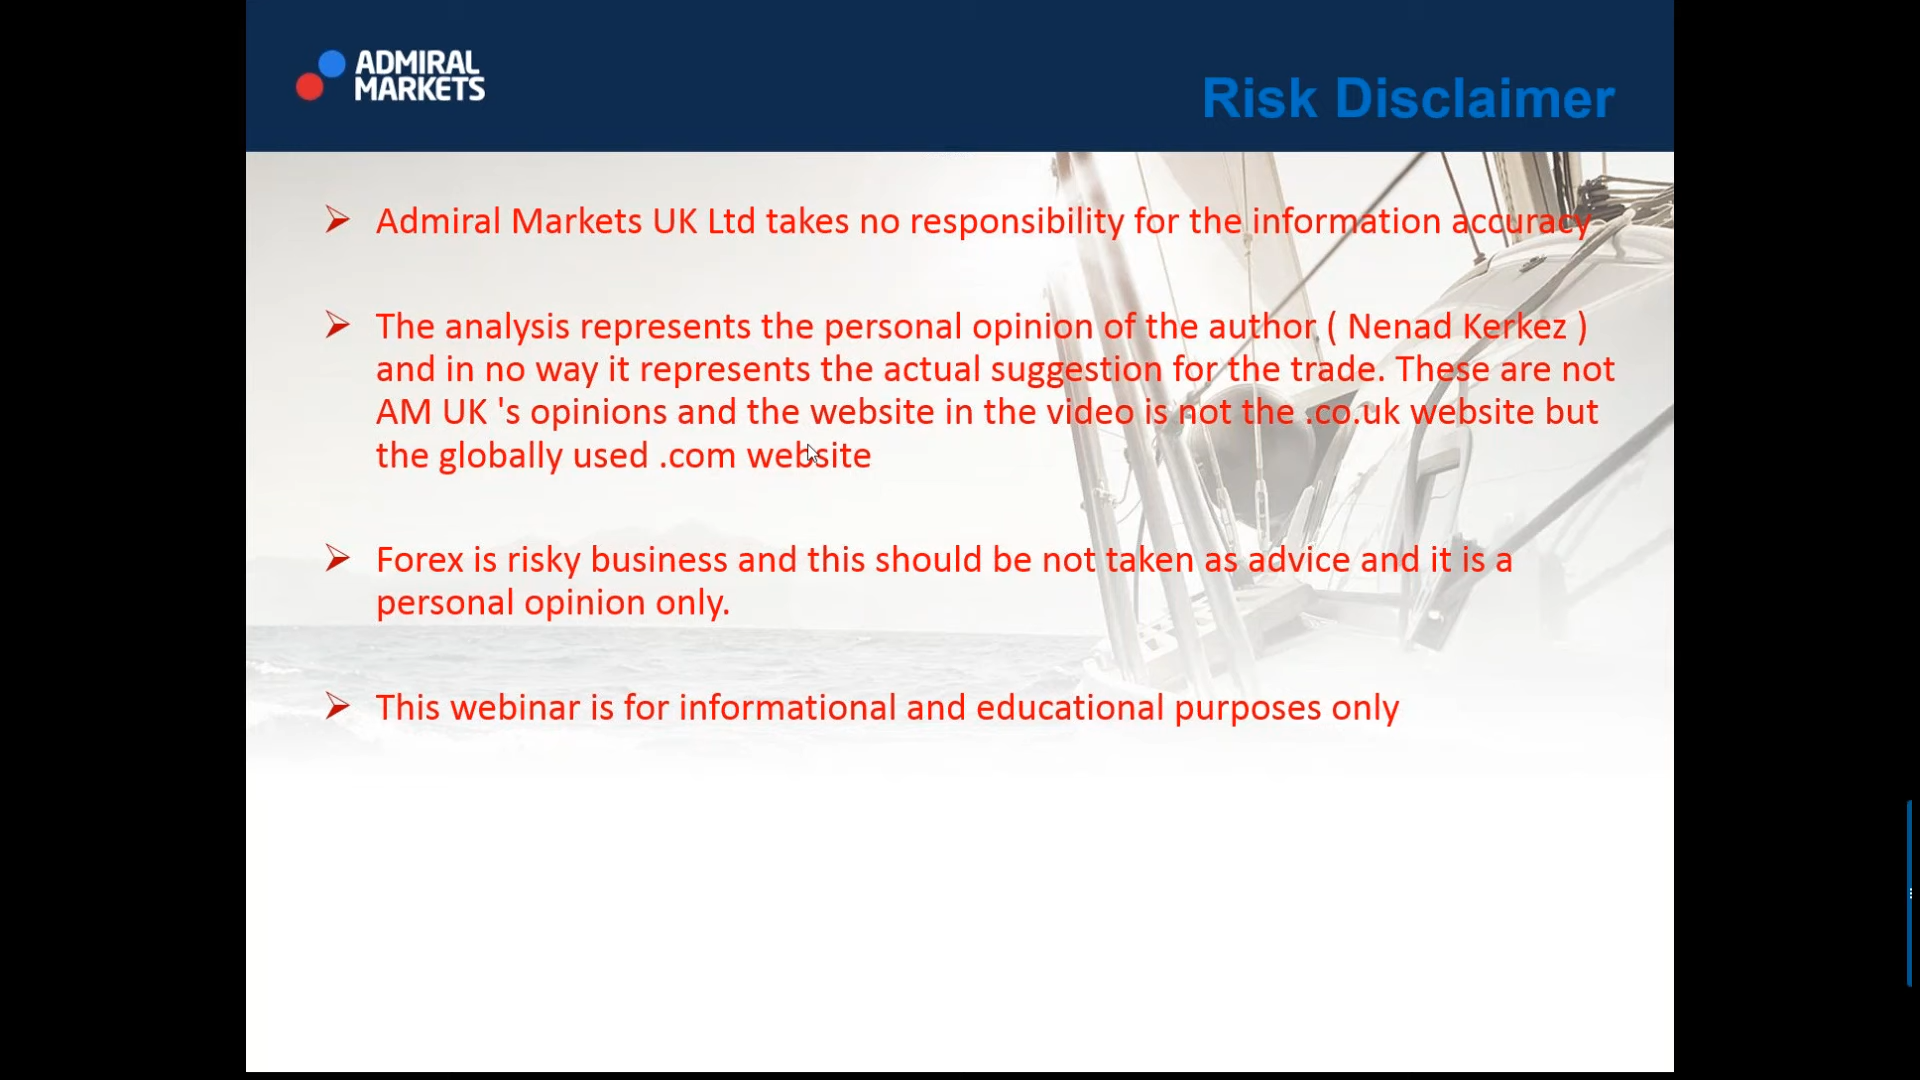 ADMIRAL
MARKETS
Risk Disclaimer
Admiral Markets UK Ltd takes no responsibility for the information accuracy
The analysis represents the personal opinion of the author ( Nenad Kerkez )
and in no way it represents the actual suggestion for the trade. These are not
AM UK 's opinions and the website in the video is not the .co.uk website but
the globally used .com website
Forex is risky business and this should be not taken as advice and it is a
personal opinion only.
This webinar is for informational and educational purposes only